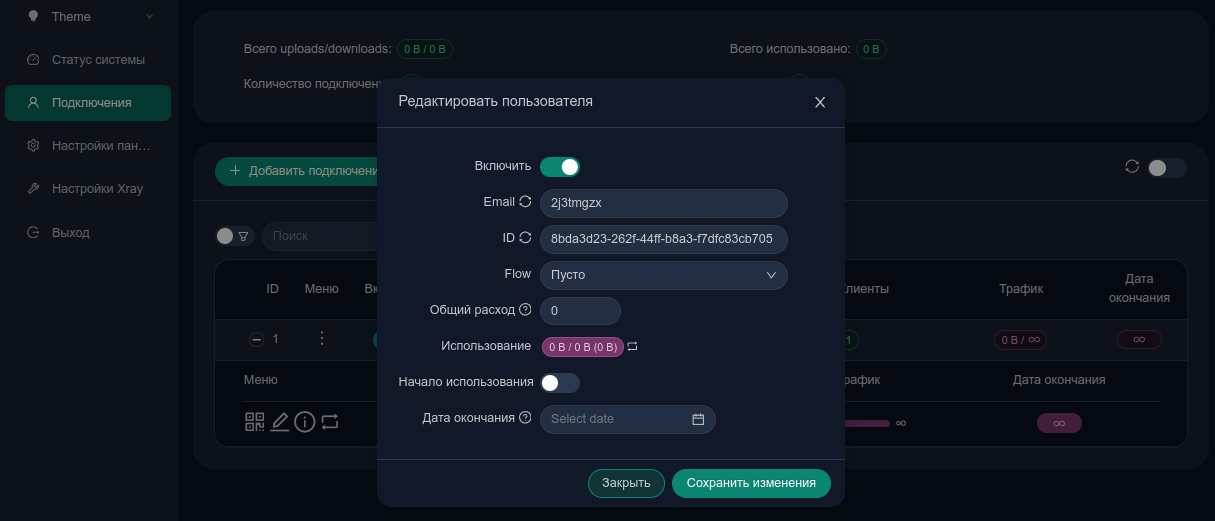 Theme
Статус системы
Подключения
Настройки пан...
Настройки Xray
Выход
Всего uploads/downloads: 0 B / 0 B
Всего использовано: 0 B
Количество подключен
Добавить подключени
Поиск
ID Меню Вк лиенты Трафик Дата окончания
1 1 0 B / ∞ ∞
Меню рафик Дата окончания
∞ ∞
Редактировать пользователя
Включить
Email 2j3tmgzx
ID 8bda3d23-262f-44ff-b8a3-f7dfc83cb705
Flow Пусто
Общий расход 0
Использование 0 B / 0 B (0 B)
Начало использования
Дата окончания Select date
Закрыть Сохранить изменения